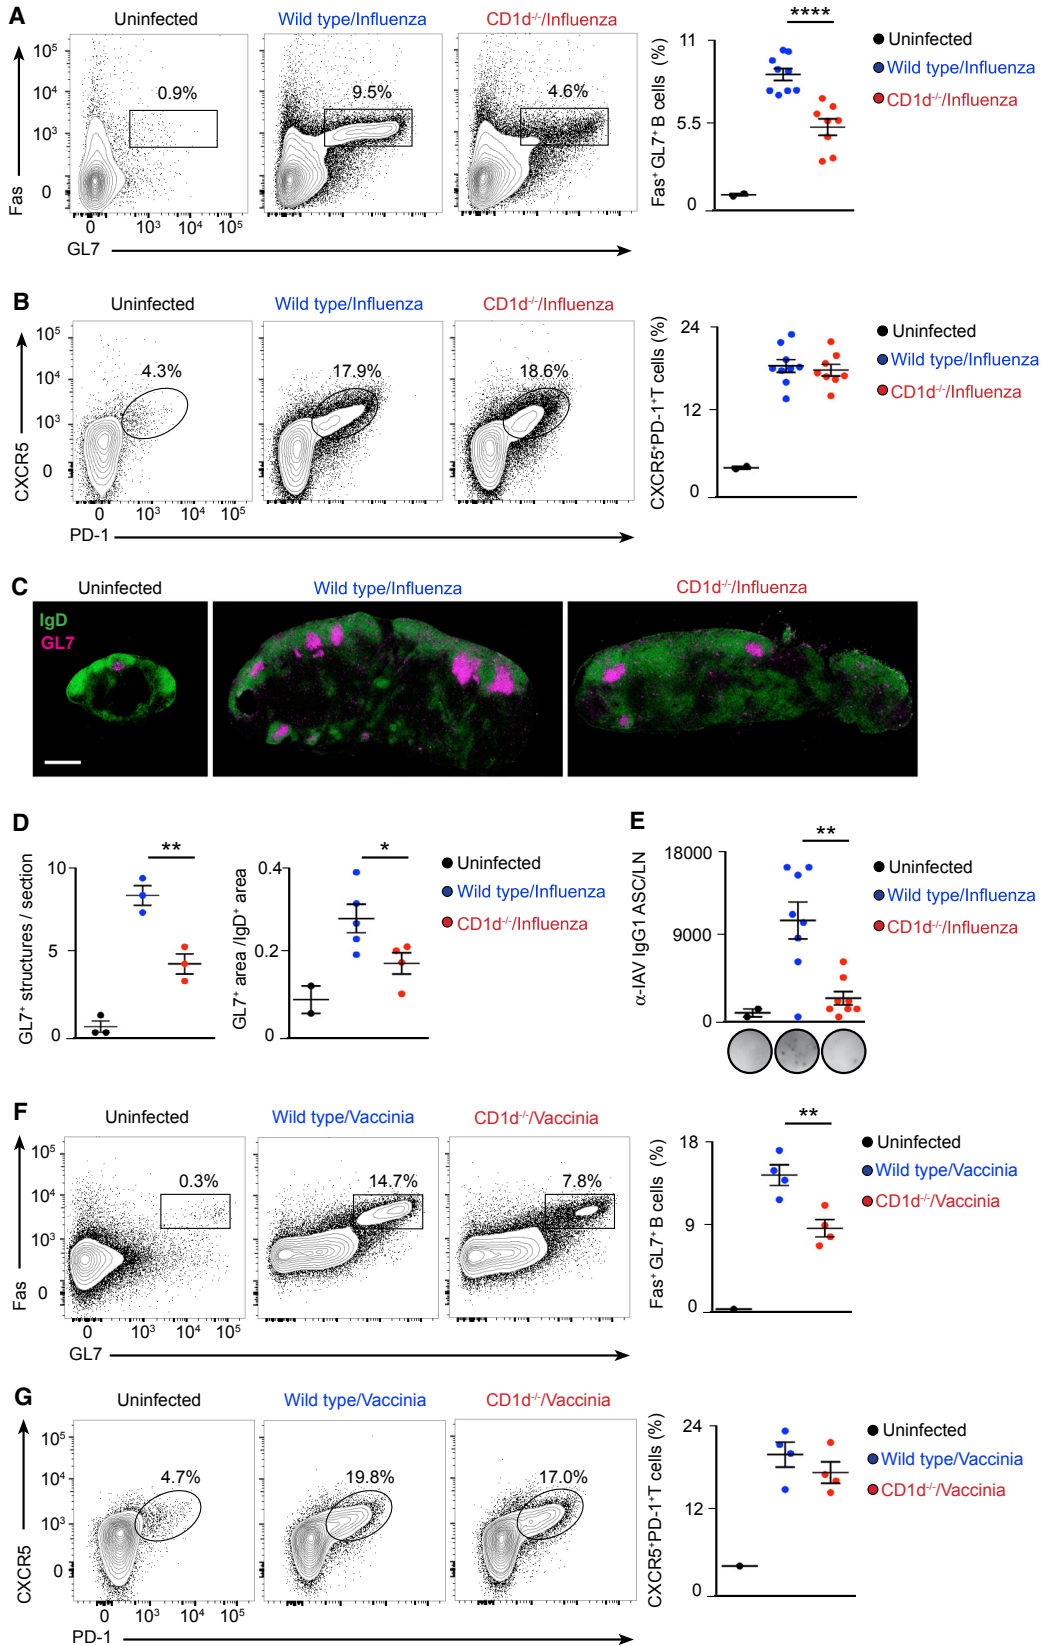 A
Uninfected
Wild type/Influenza
CD1d-/-/Influenza
****
0.9%
9.5%
4.6%
10⁵
10⁴
10³
0
Fas
0
10³
10⁴
10⁵
GL7
Fas⁺ GL7⁺ B cells (%)
11
5.5
0
Uninfected
Wild type/Influenza
CD1d-/-/Influenza
B
Uninfected
Wild type/Influenza
CD1d-/-/Influenza
4.3%
17.9%
18.6%
10⁵
10⁴
10³
0
CXCR5
0
10³
10⁴
10⁵
PD-1
CXCR5⁺PD-1⁺T cells (%)
24
12
0
Uninfected
Wild type/Influenza
CD1d-/-/Influenza
C
Uninfected
Wild type/Influenza
CD1d-/-/Influenza
IgD
GL7
D
GL7⁺ structures / section
10
5
0
**
GL7⁺ area /IgD⁺ area
0.4
0.2
0
*
Uninfected
Wild type/Influenza
CD1d-/-/Influenza
E
α-IAV IgG1 ASC/LN
18000
9000
0
**
Uninfected
Wild type/Influenza
CD1d-/-/Influenza
F
Uninfected
Wild type/Vaccinia
CD1d-/-/Vaccinia
0.3%
14.7%
7.8%
10⁵
10⁴
10³
0
Fas
0
10³
10⁴
10⁵
GL7
Fas⁺ GL7⁺ B cells (%)
18
9
0
**
Uninfected
Wild type/Vaccinia
CD1d-/-/Vaccinia
G
Uninfected
Wild type/Vaccinia
CD1d-/-/Vaccinia
4.7%
19.8%
17.0%
10⁵
10⁴
10³
0
CXCR5
0
10³
10⁴
10⁵
PD-1
CXCR5⁺PD-1⁺T cells (%)
24
12
0
Uninfected
Wild type/Vaccinia
CD1d-/-/Vaccinia